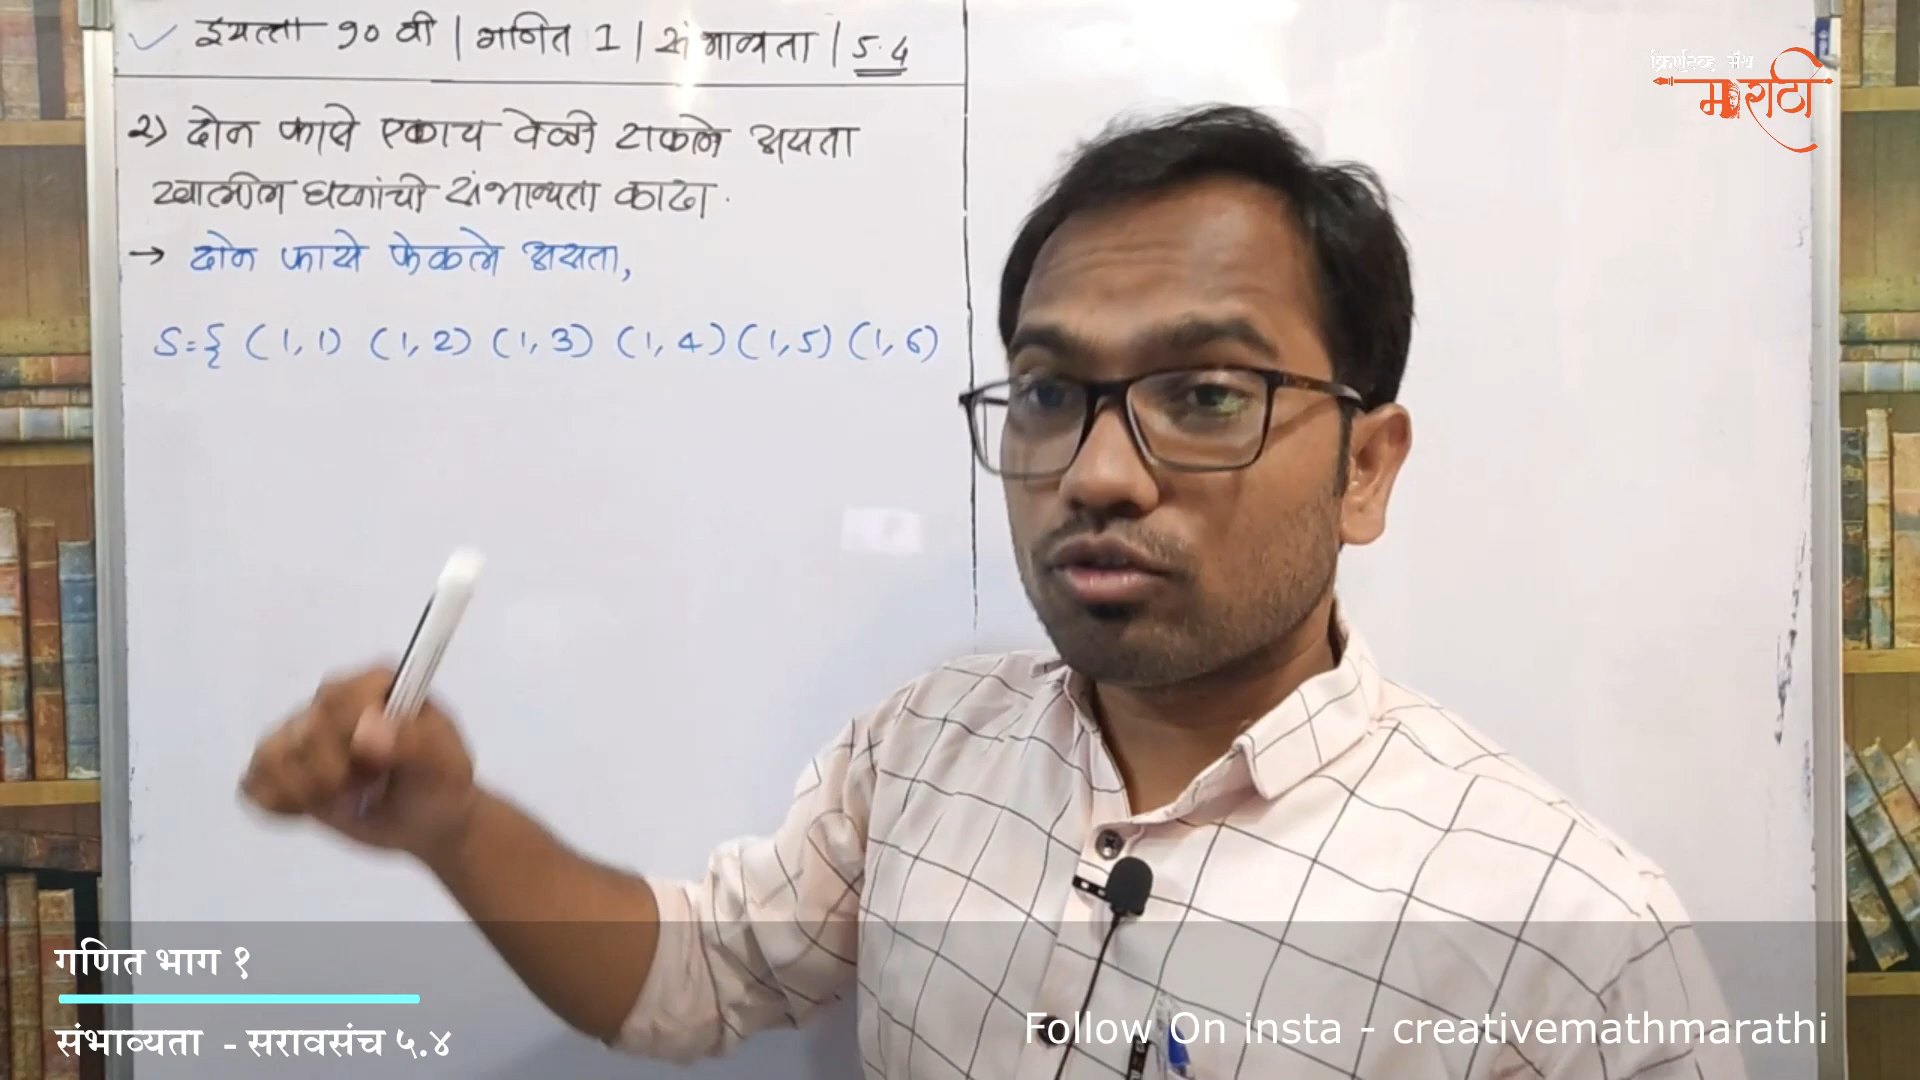 इयत्ता १० वी | गणित 1 | संभाव्यता | 5.4
२) दोन फासे एकाच वेळी टाकले असता
खालील घटनांची संभाव्यता काढा.
→ दोन फासे फेकले असता,
S={ (1,1) (1,2) (1,3) (1,4) (1,5) (1,6)
क्रिएटिव्ह मॅथ
मराठी
गणित भाग १
संभाव्यता - सरावसंच ५.४
Follow On insta - creativemathmarathi